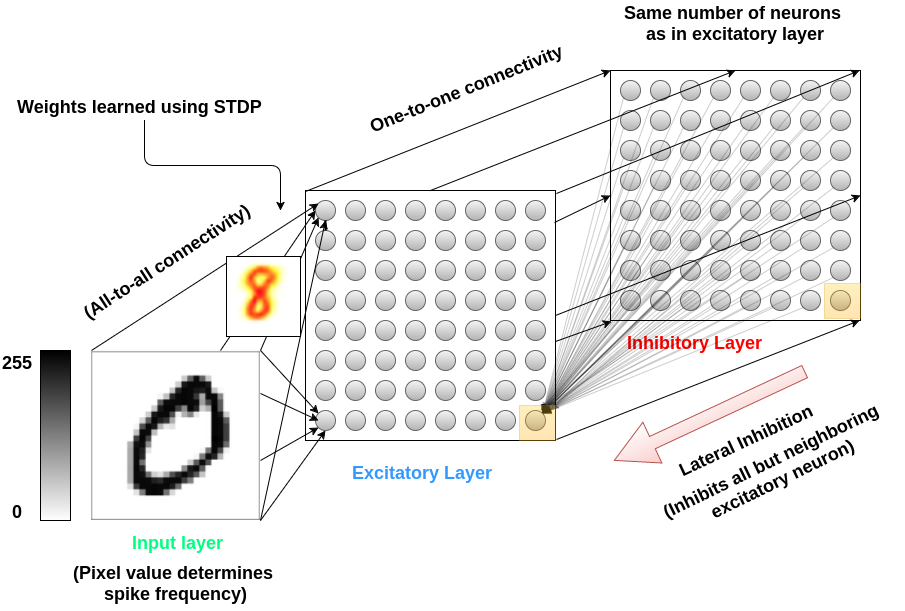 Same number of neurons
as in excitatory layer
One-to-one connectivity
Weights learned using STDP
(All-to-all connectivity)
255
0
Inhibitory Layer
Excitatory Layer
Lateral Inhibition
(Inhibits all but neighboring
excitatory neuron)
Input layer
(Pixel value determines
spike frequency)